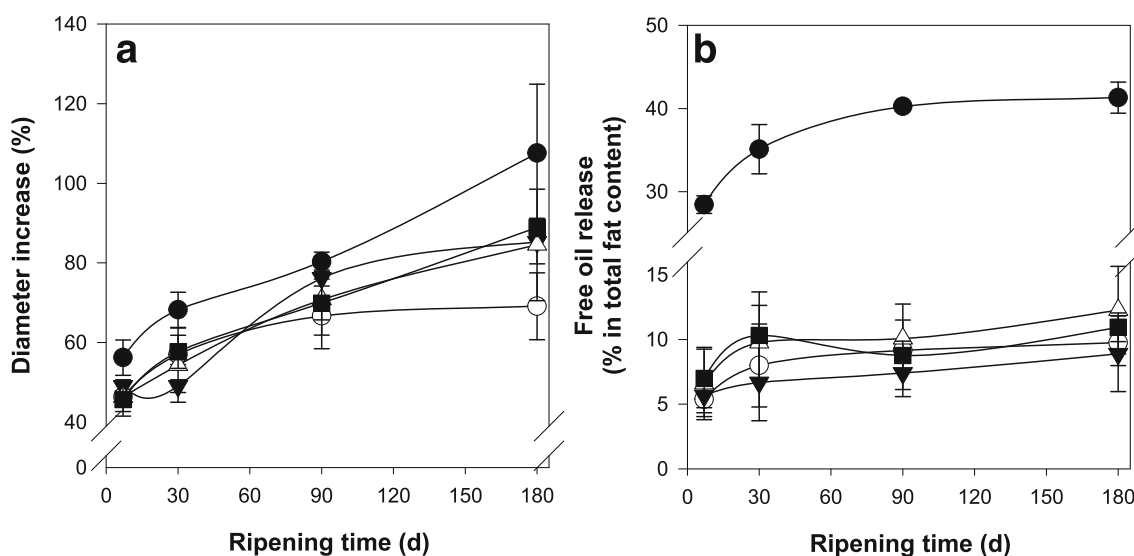 a
Diameter increase (%)
140
120
100
80
60
40
0
0 30 60 90 120 150 180
Ripening time (d)
b
Free oil release
(% in total fat content)
50
40
30
15
10
5
0
0 30 60 90 120 150 180
Ripening time (d)